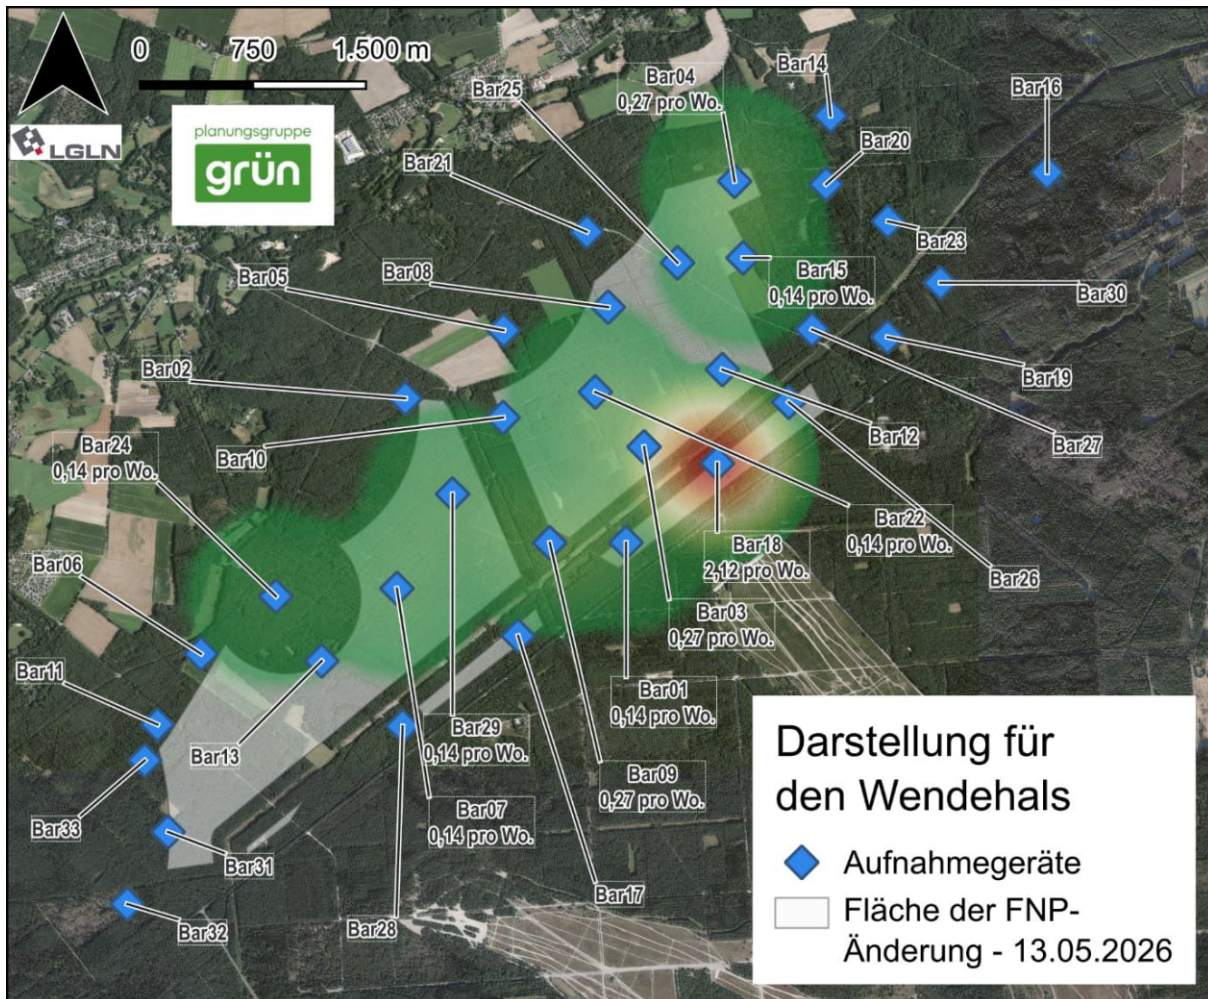 0 750 1.500 m
LGLN
planungsgruppe
grün
Bar25
Bar04
0,27 pro Wo.
Bar14
Bar16
Bar21
Bar20
Bar23
Bar05
Bar08
Bar15
0,14 pro Wo.
Bar30
Bar02
Bar19
Bar24
0,14 pro Wo.
Bar10
Bar12
Bar27
Bar06
Bar22
0,14 pro Wo.
Bar18
2,12 pro Wo.
Bar26
Bar03
0,27 pro Wo.
Bar11
Bar01
0,14 pro Wo.
Bar13
Bar29
0,14 pro Wo.
Bar09
0,27 pro Wo.
Bar33
Bar07
0,14 pro Wo.
Bar31
Bar17
Bar32
Bar28
Darstellung für
den Wendehals
Aufnahmegeräte
Fläche der FNP-
Änderung - 13.05.2026